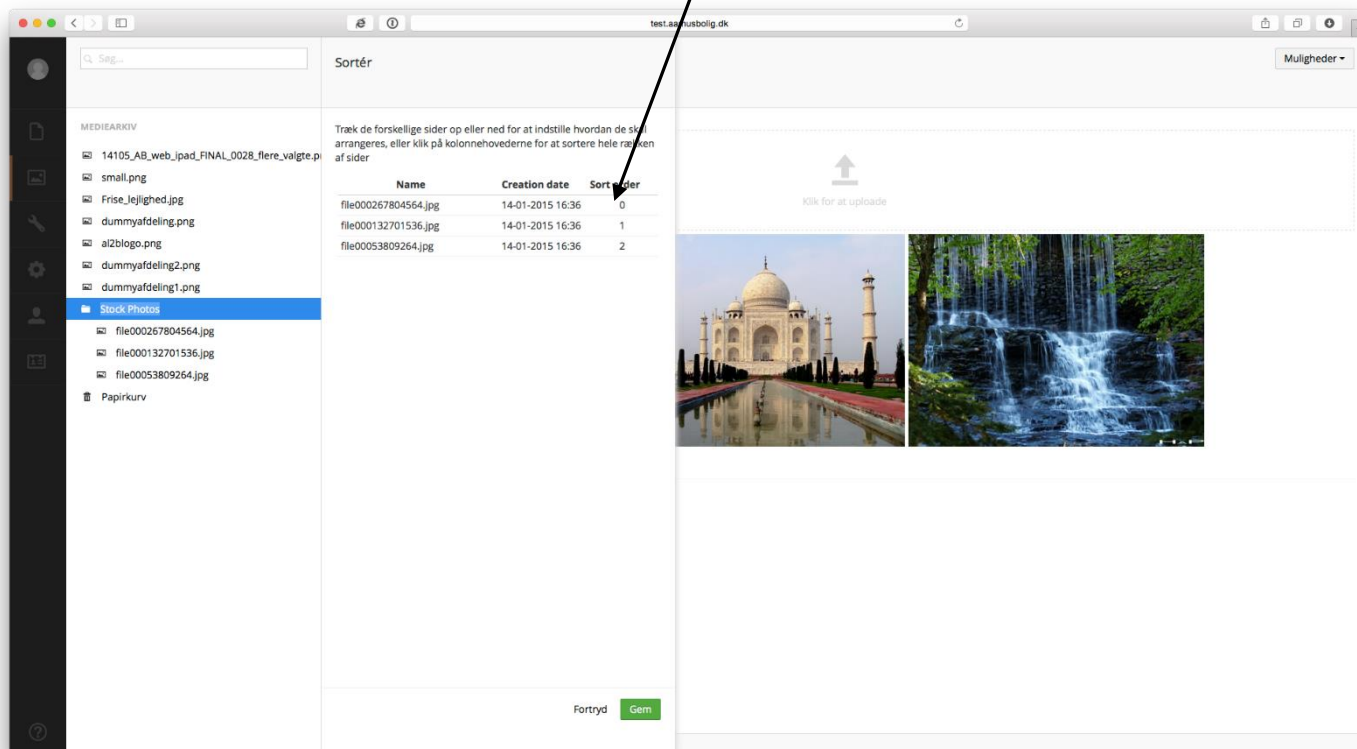 test.aarhusbolig.dk
Søg...
Sortér
Muligheder
MEDIEARKIV
14105_AB_web_ipad_FINAL_0028_flere_valgte.p
small.png
Frise_lejlighed.jpg
dummyafdeling.png
al2blogo.png
dummyafdeling2.png
dummyafdeling1.png
Stock Photos
file000267804564.jpg
file000132701536.jpg
file00053809264.jpg
Papirkurv
Træk de forskellige sider op eller ned for at indstille hvordan de skal
arrangeres, eller klik på kolonnehovederne for at sortere hele rækken
af sider
Name Creation date Sort order
file000267804564.jpg 14-01-2015 16:36 0
file000132701536.jpg 14-01-2015 16:36 1
file00053809264.jpg 14-01-2015 16:36 2
Klik for at uploade
Fortryd Gem